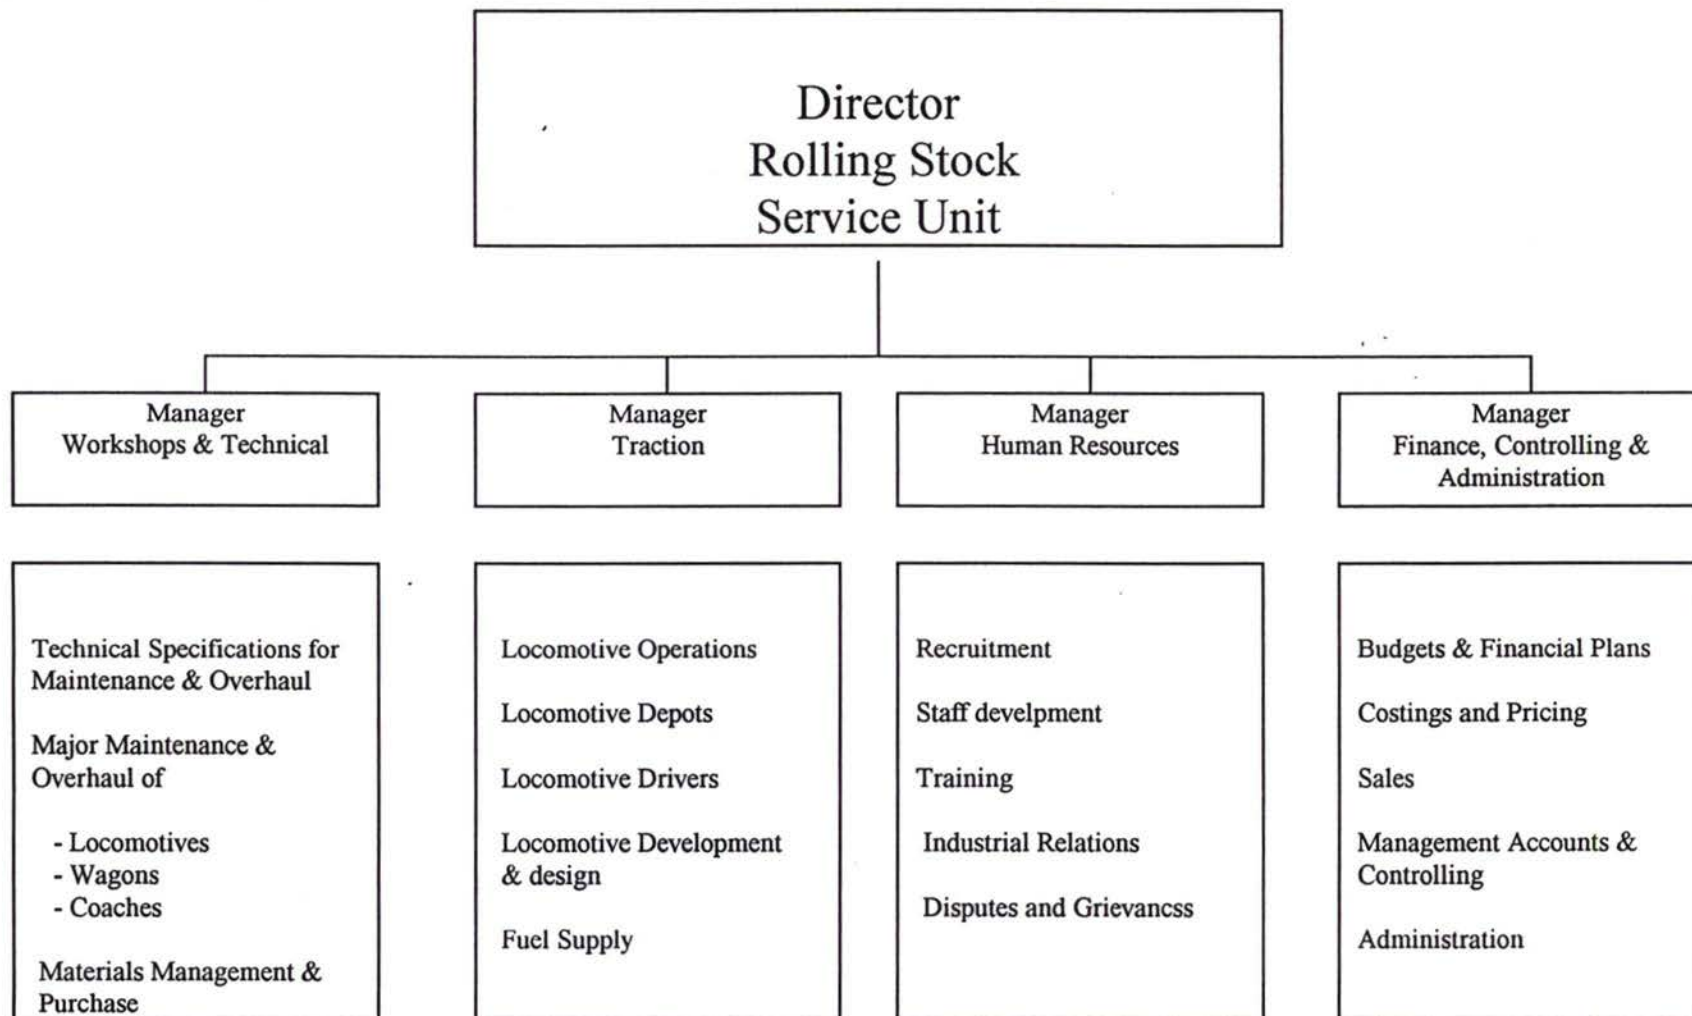 Director
Rolling Stock
Service Unit
Manager
Workshops & Technical
Manager
Traction
Manager
Human Resources
Manager
Finance, Controlling &
Administration
Technical Specifications for
Maintenance & Overhaul
Major Maintenance &
Overhaul of
- Locomotives
- Wagons
- Coaches
Materials Management &
Purchase
Locomotive Operations
Locomotive Depots
Locomotive Drivers
Locomotive Development
& design
Fuel Supply
Recruitment
Staff develpment
Training
Industrial Relations
Disputes and Grievancss
Budgets & Financial Plans
Costings and Pricing
Sales
Management Accounts &
Controlling
Administration